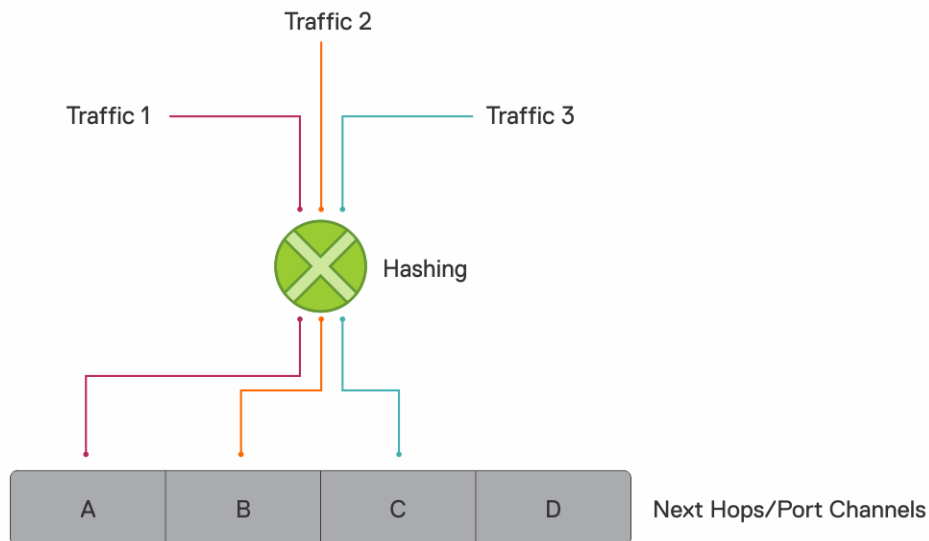 Traffic 2
Traffic 1
Traffic 3
Hashing
A
B
C
D
Next Hops/Port Channels